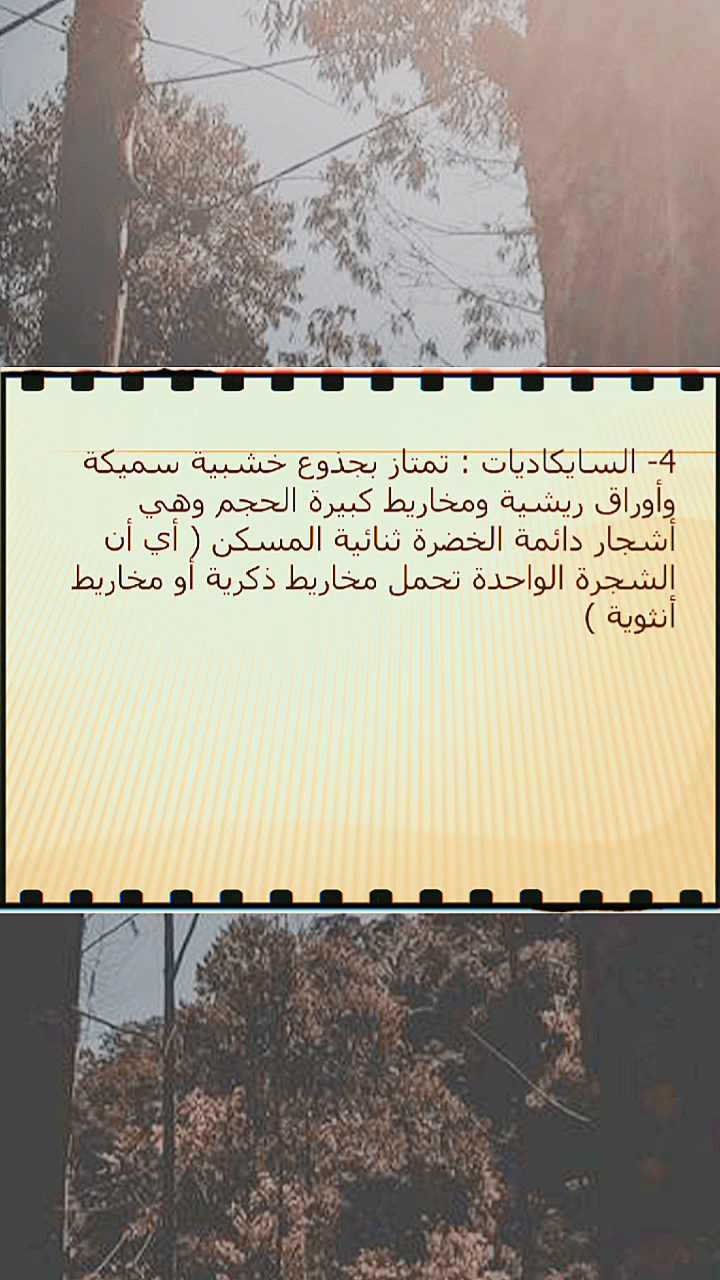 4- السايكاديات : تمتاز بجذوع خشبية سميكة
وأوراق ريشية ومخاريط كبيرة الحجم وهي
أشجار دائمة الخضرة ثنائية المسكن ( أي أن
الشجرة الواحدة تحمل مخاريط ذكرية أو مخاريط
أنثوية )